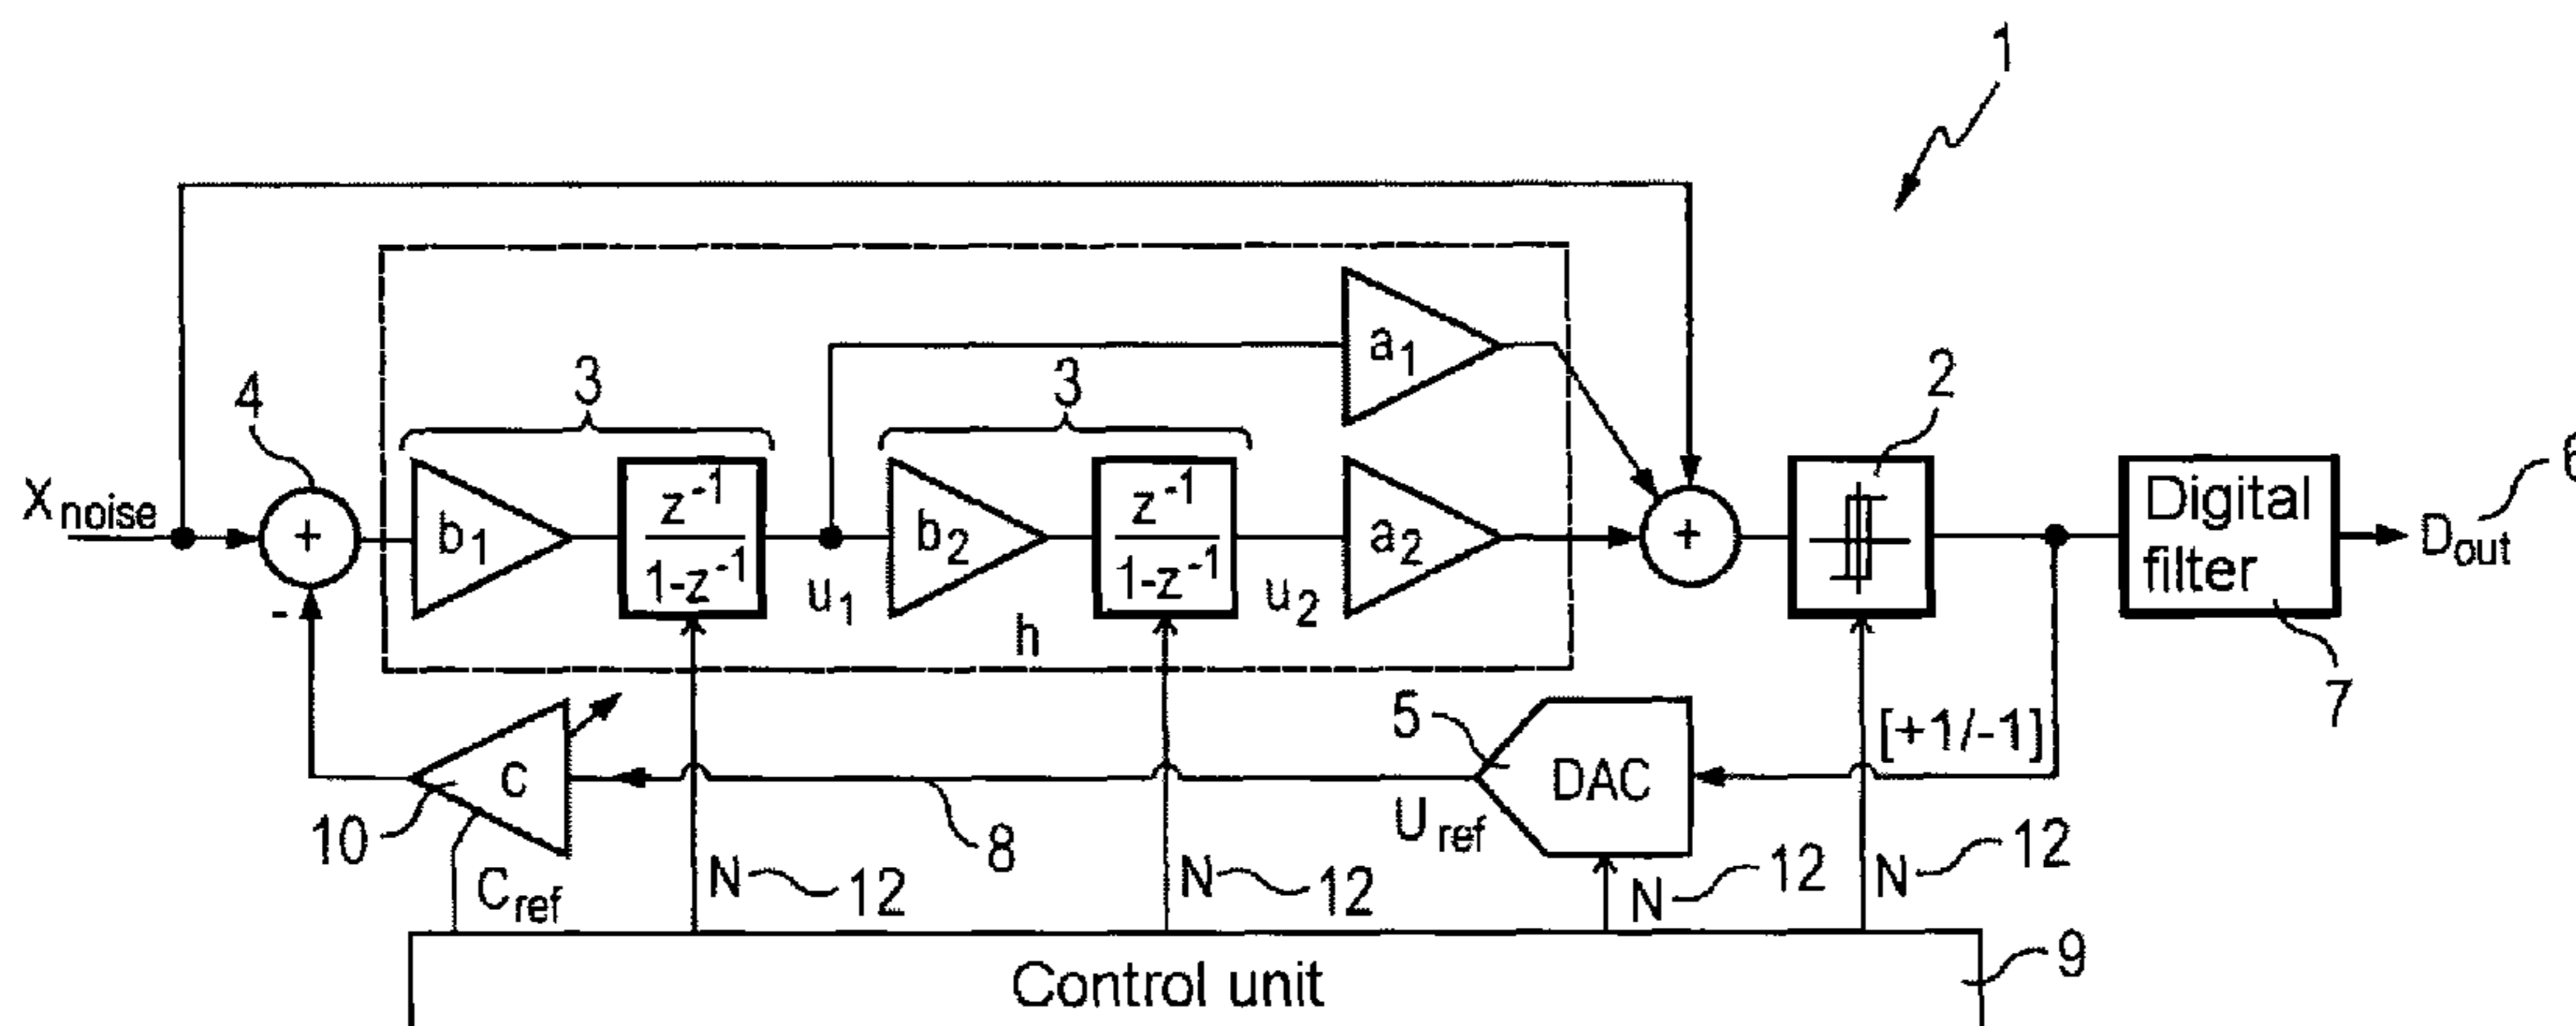 1
4
3
3
a1
2
6
Xnoise
+
b1
z-1
1-z-1
u1
b2
z-1
1-z-1
u2
a2
+
Digital
filter
Dout
-
h
7
10
c
8
5
DAC
[+1/-1]
Uref
Cref
N 12
N 12
N 12
N 12
Control unit
9